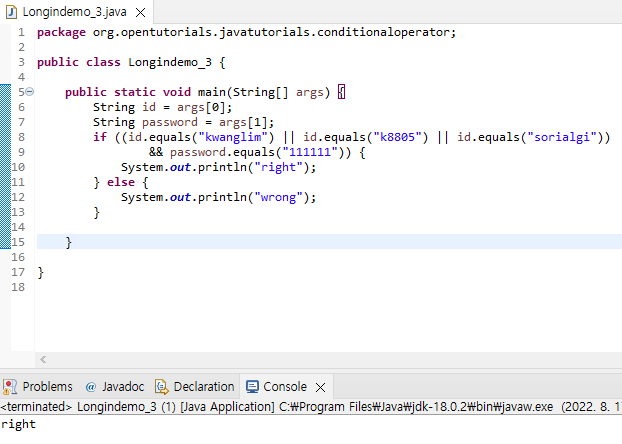 Longindemo_3.java
1 package org.opentutorials.javatutorials.conditionaloperator;
2
3 public class Longindemo_3 {
4
5 public static void main(String[] args) {
6 String id = args[0];
7 String password = args[1];
8 if ((id.equals("kwanglim") || id.equals("k8805") || id.equals("sorialgi"))
9 && password.equals("111111")) {
10 System.out.println("right");
11 } else {
12 System.out.println("wrong");
13 }
14
15 }
16
17 }
18
Problems @ Javadoc Declaration Console
<terminated> Longindemo_3 (1) [Java Application] C:₩Program Files₩Java₩jdk-18.0.2₩bin₩javaw.exe (2022. 8. 1
right